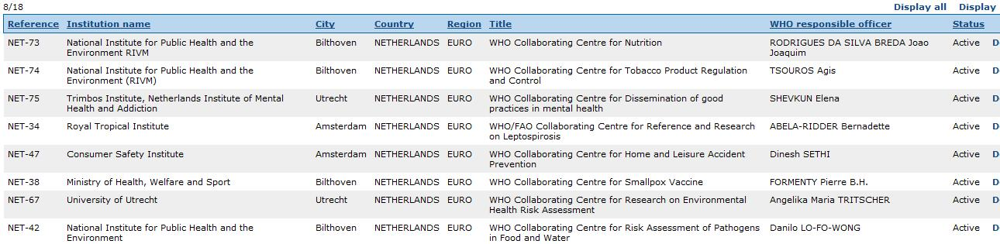 8/18 Display all Display
Reference Institution name City Country Region Title WHO responsible officer Status
NET-73 National Institute for Public Health and the Bilthoven NETHERLANDS EURO WHO Collaborating Centre for Nutrition RODRIGUES DA SILVA BREDA Joao Active D
Environment RIVM Joaquim
NET-74 National Institute for Public Health and the Bilthoven NETHERLANDS EURO WHO Collaborating Centre for Tobacco Product Regulation TSOUROS Agis Active D
Environment (RIVM) and Control
NET-75 Trimbos Institute, Netherlands Institute of Mental Utrecht NETHERLANDS EURO WHO Collaborating Centre for Dissemination of good SHEVKUN Elena Active D
Health and Addiction practices in mental health
NET-34 Royal Tropical Institute Amsterdam NETHERLANDS EURO WHO/FAO Collaborating Centre for Reference and Research ABELA-RIDDER Bernadette Active D
on Leptospirosis
NET-47 Consumer Safety Institute Amsterdam NETHERLANDS EURO WHO Collaborating Centre for Home and Leisure Accident Dinesh SETHI Active D
Prevention
NET-38 Ministry of Health, Welfare and Sport Bilthoven NETHERLANDS EURO WHO Collaborating Centre for Smallpox Vaccine FORMENTY Pierre B.H. Active D
NET-67 University of Utrecht Utrecht NETHERLANDS EURO WHO Collaborating Centre for Research on Environmental Angelika Maria TRITSCHER Active D
Health Risk Assessment
NET-42 National Institute for Public Health and the Bilthoven NETHERLANDS EURO WHO Collaborating Centre for Risk Assessment of Pathogens Danilo LO-FO-WONG Active D
Environment in Food and Water